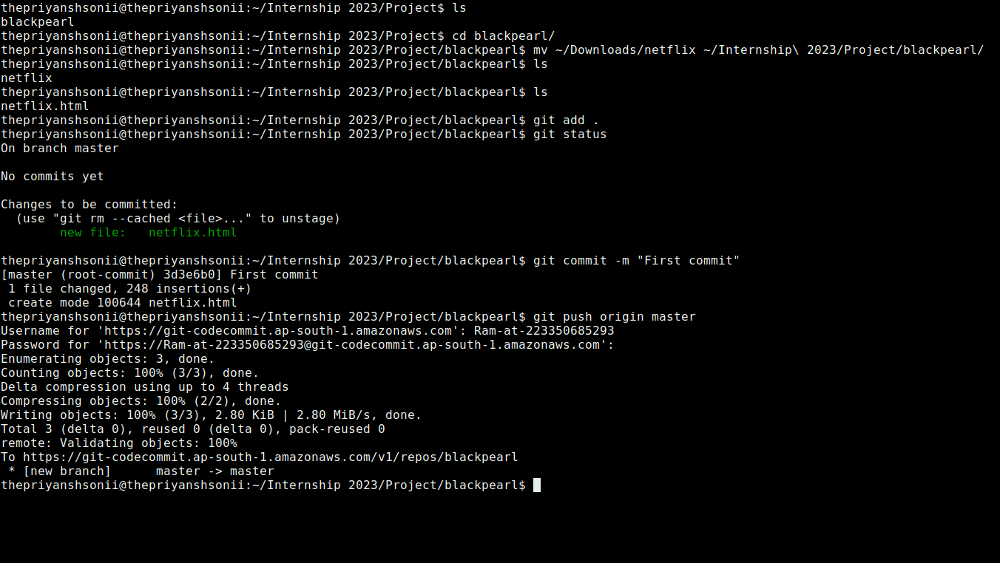 thepriyanshsonii@thepriyanshsonii:~/Internship 2023/Project$ ls
blackpearl
thepriyanshsonii@thepriyanshsonii:~/Internship 2023/Project$ cd blackpearl/
thepriyanshsonii@thepriyanshsonii:~/Internship 2023/Project/blackpearl$ mv ~/Downloads/netflix ~/Internship\ 2023/Project/blackpearl/
thepriyanshsonii@thepriyanshsonii:~/Internship 2023/Project/blackpearl$ ls
netflix
thepriyanshsonii@thepriyanshsonii:~/Internship 2023/Project/blackpearl$ ls
netflix.html
thepriyanshsonii@thepriyanshsonii:~/Internship 2023/Project/blackpearl$ git add .
thepriyanshsonii@thepriyanshsonii:~/Internship 2023/Project/blackpearl$ git status
On branch master

No commits yet

Changes to be committed:
  (use "git rm --cached <file>..." to unstage)
        new file:   netflix.html

thepriyanshsonii@thepriyanshsonii:~/Internship 2023/Project/blackpearl$ git commit -m "First commit"
[master (root-commit) 3d3e6b0] First commit
 1 file changed, 248 insertions(+)
 create mode 100644 netflix.html
thepriyanshsonii@thepriyanshsonii:~/Internship 2023/Project/blackpearl$ git push origin master
Username for 'https://git-codecommit.ap-south-1.amazonaws.com': Ram-at-223350685293
Password for 'https://Ram-at-223350685293@git-codecommit.ap-south-1.amazonaws.com':
Enumerating objects: 3, done.
Counting objects: 100% (3/3), done.
Delta compression using up to 4 threads
Compressing objects: 100% (2/2), done.
Writing objects: 100% (3/3), 2.80 KiB | 2.80 MiB/s, done.
Total 3 (delta 0), reused 0 (delta 0), pack-reused 0
remote: Validating objects: 100%
To https://git-codecommit.ap-south-1.amazonaws.com/v1/repos/blackpearl
 * [new branch]      master -> master
thepriyanshsonii@thepriyanshsonii:~/Internship 2023/Project/blackpearl$